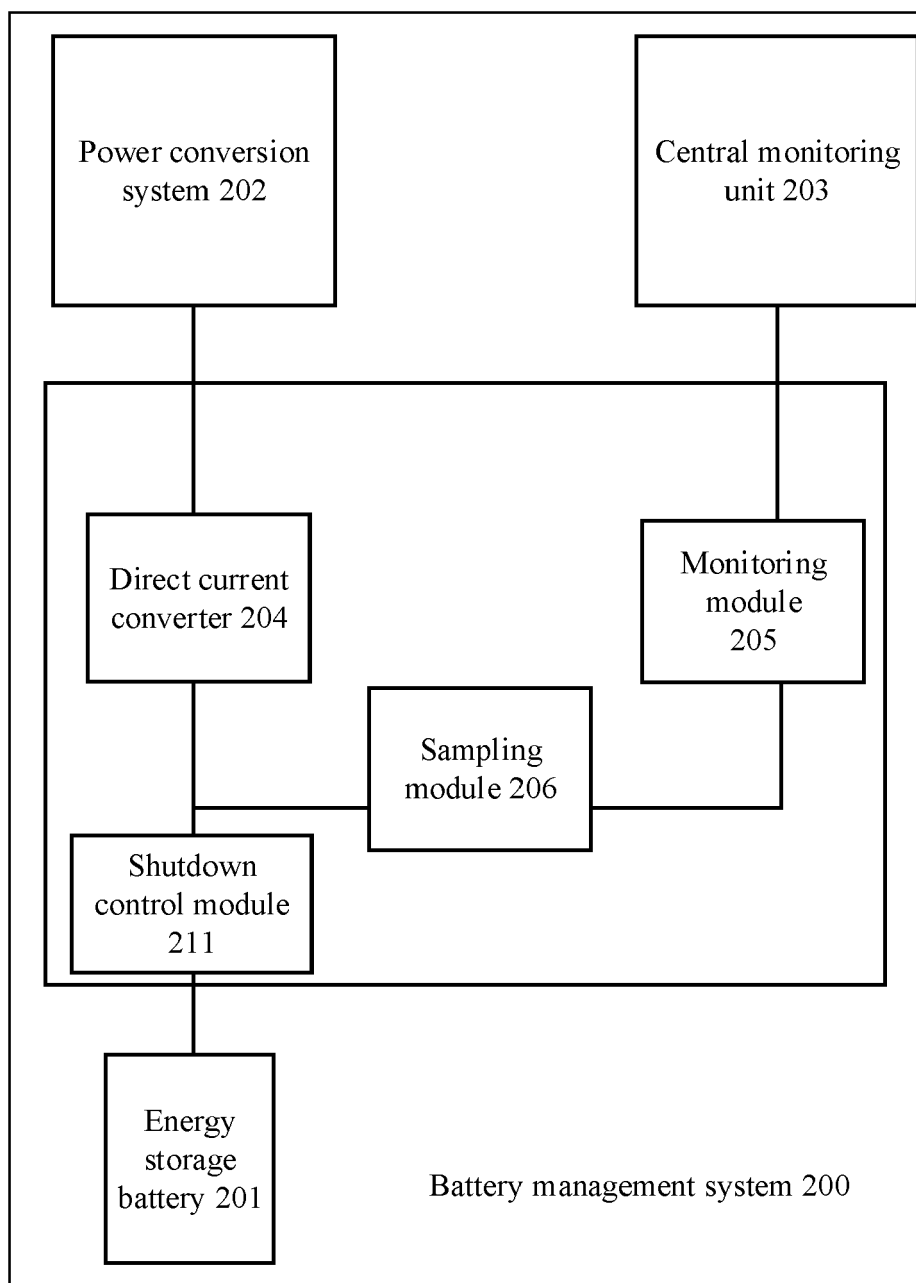 Power conversion
system 202
Central monitoring
unit 203
Direct current
converter 204
Monitoring
module
205
Sampling
module 206
Shutdown
control module
211
Energy
storage
battery 201
Battery management system 200